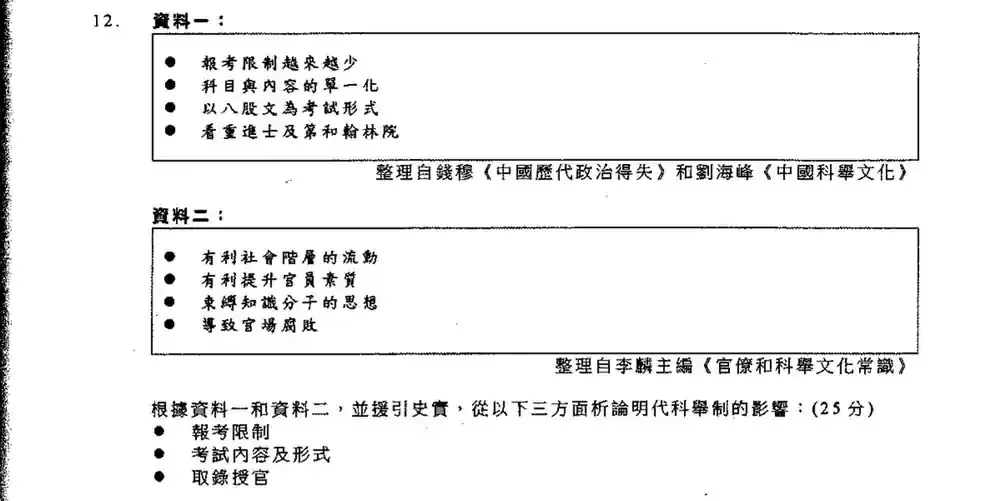 12. 資料一：
● 報考限制越來越少
● 科目與內容的單一化
● 以八股文為考試形式
● 看重進士及第和翰林院
整理自錢穆《中國歷代政治得失》和劉海峰《中國科舉文化》
資料二：
● 有利社會階層的流動
● 有利提升官員素質
● 束縛知識分子的思想
● 導致官場腐敗
整理自李麟主編《官僚和科舉文化常識》
根據資料一和資料二，並援引史實，從以下三方面析論明代科舉制的影響：(25 分)
● 報考限制
● 考試內容及形式
● 取錄授官